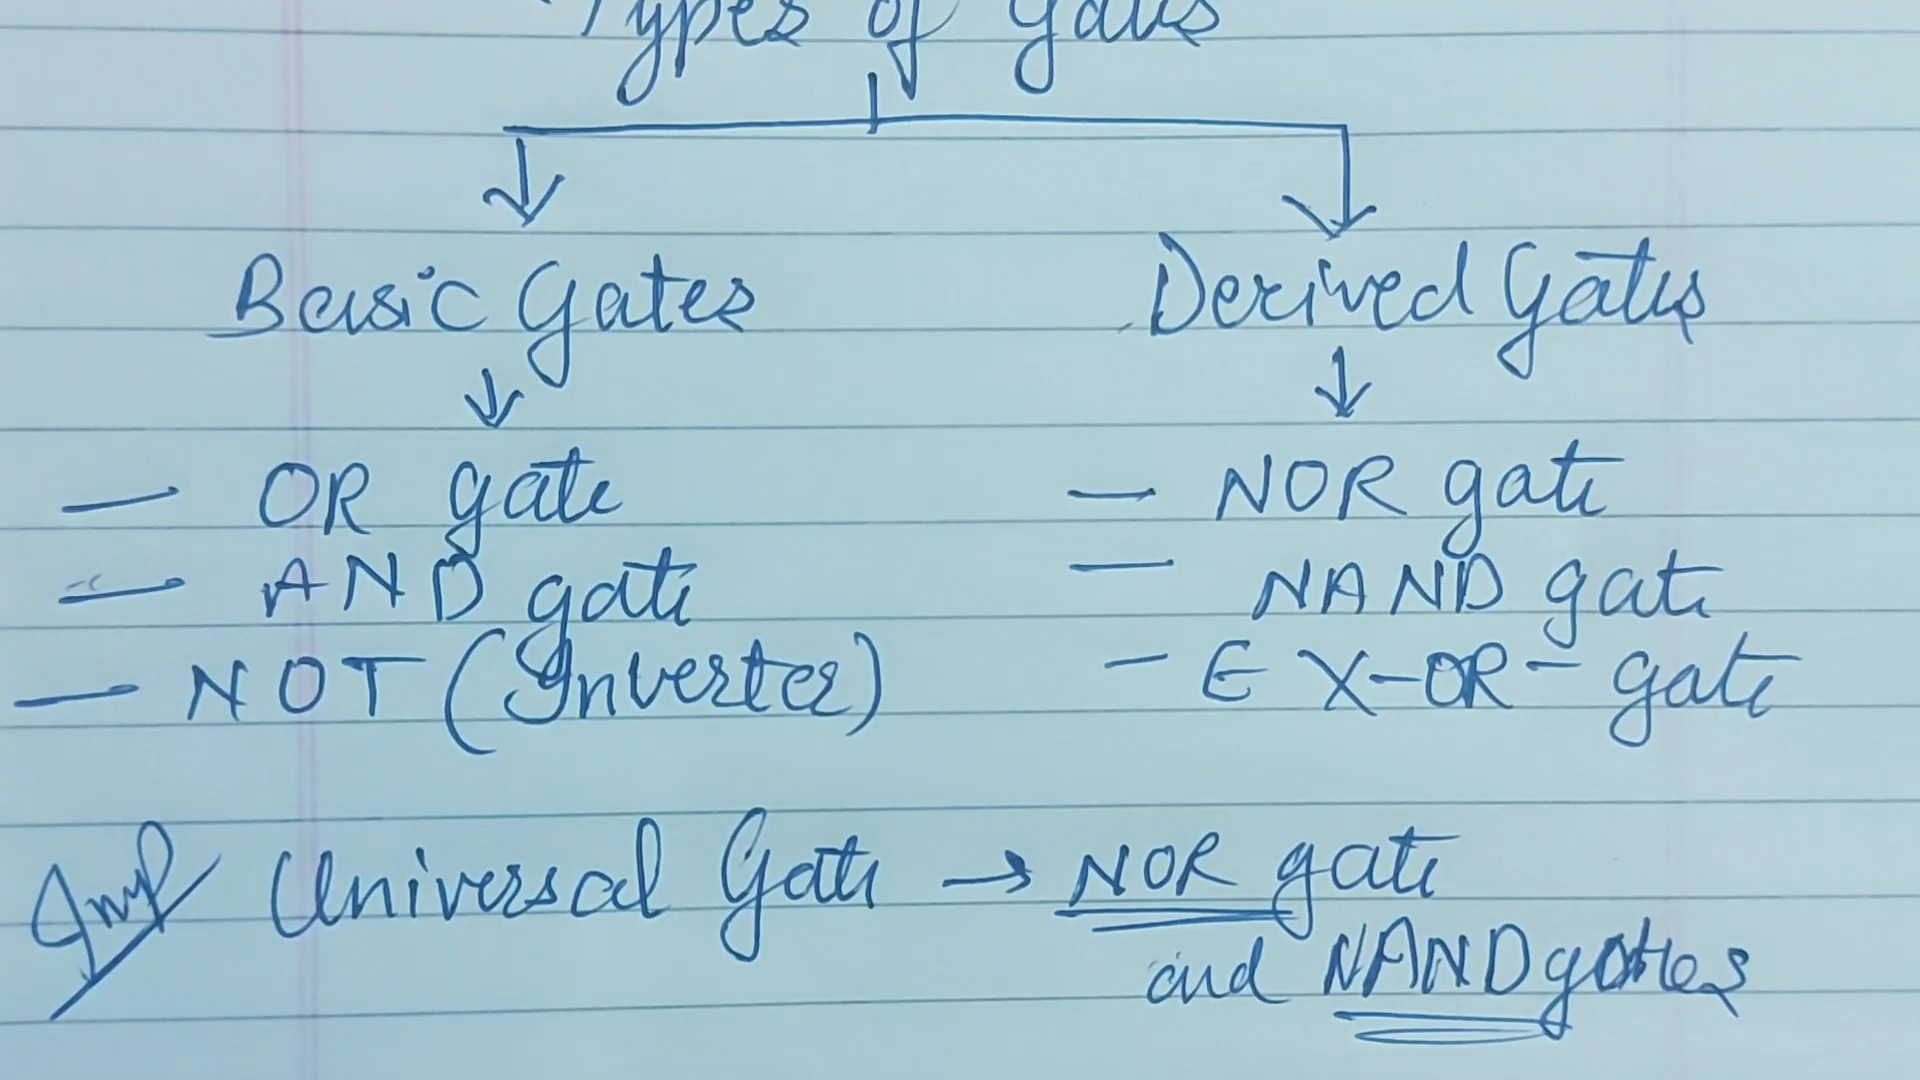 Types of Gates
Basic Gates
Derived Gates
— OR gate
— AND gate
— NOT (Inverter)
— NOR gate
— NAND gate
— EX-OR-gate
Imp Universal Gate → NOR gate
and NAND gates